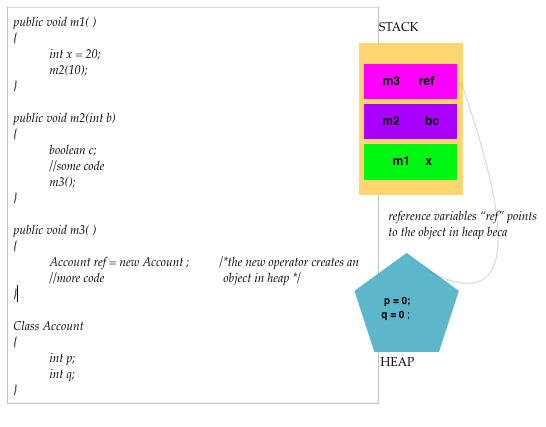 public void m1( )
{
int x = 20;
m2(10);
}
public void m2(int b)
{
boolean c;
//some code
m3();
}
public void m3( )
{
Account ref = new Account ; /*the new operator creates an
//more code object in heap */
}
Class Account
{
int p;
int q;
}
STACK
m3 ref
m2 bc
m1 x
reference variables “ref” points
to the object in heap beca
p = 0;
q = 0 ;
HEAP